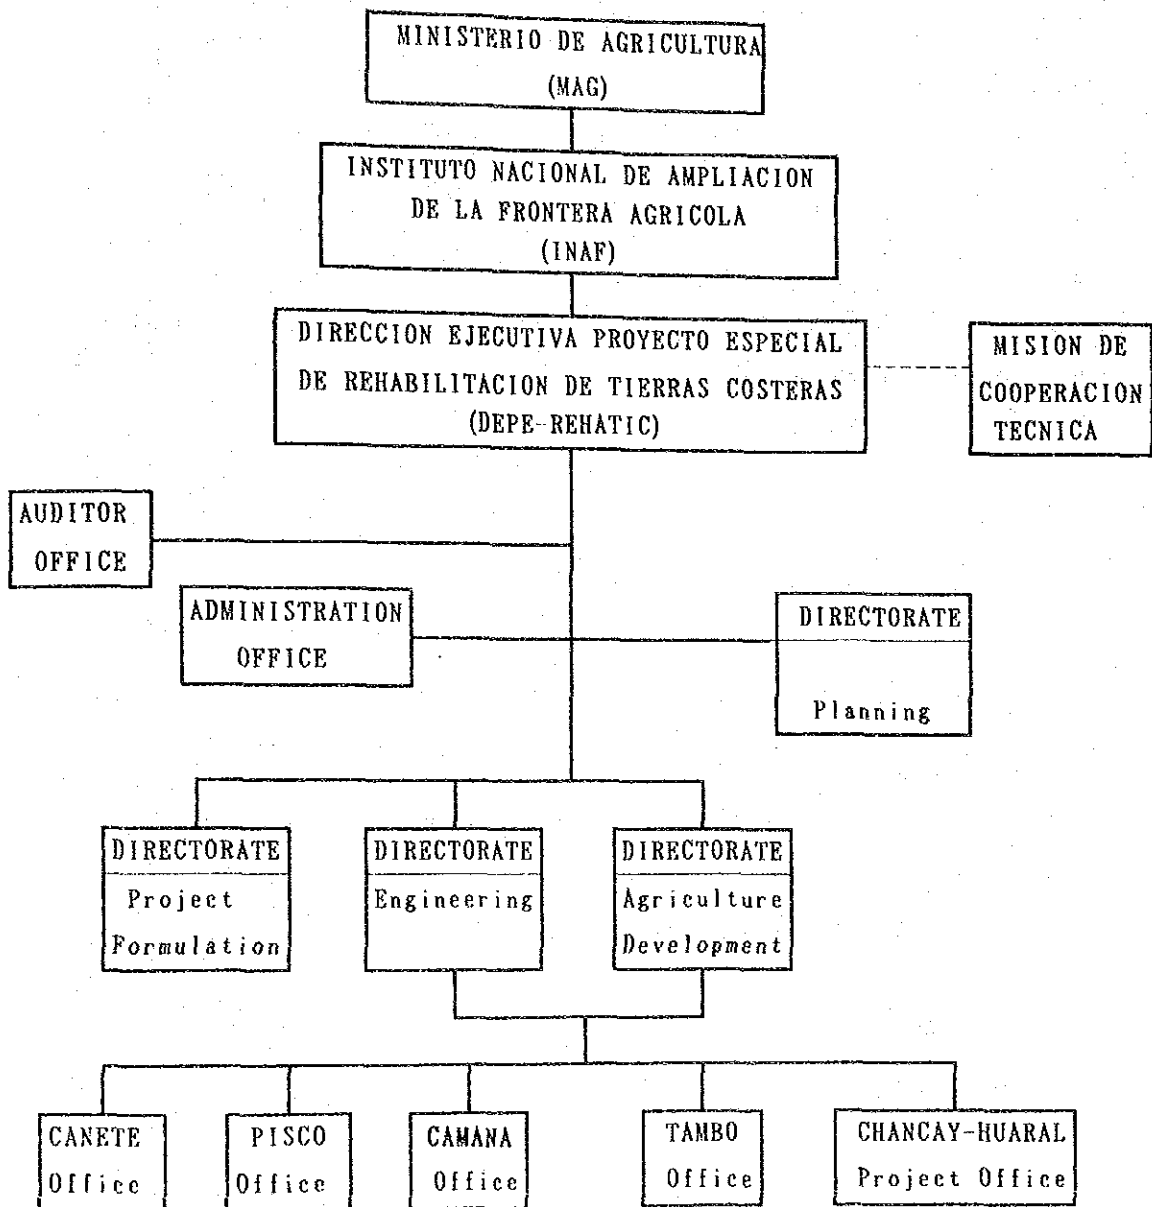 MINISTERIO DE AGRICULTURA
(MAG)
INSTITUTO NACIONAL DE AMPLIACION
DE LA FRONTERA AGRICOLA
(INAF)
DIRECCION EJECUTIVA PROYECTO ESPECIAL
DE REHABILITACION DE TIERRAS COSTERAS
(DEPE-REHATIC)
MISION DE
COOPERACION
TECNICA
AUDITOR
OFFICE
ADMINISTRATION
OFFICE
DIRECTORATE
Planning
DIRECTORATE
Project
Formulation
DIRECTORATE
Engineering
DIRECTORATE
Agriculture
Development
CANETE
Office
PISCO
Office
CAMANA
Office
TAMBO
Office
CHANCAY-HUARAL
Project Office